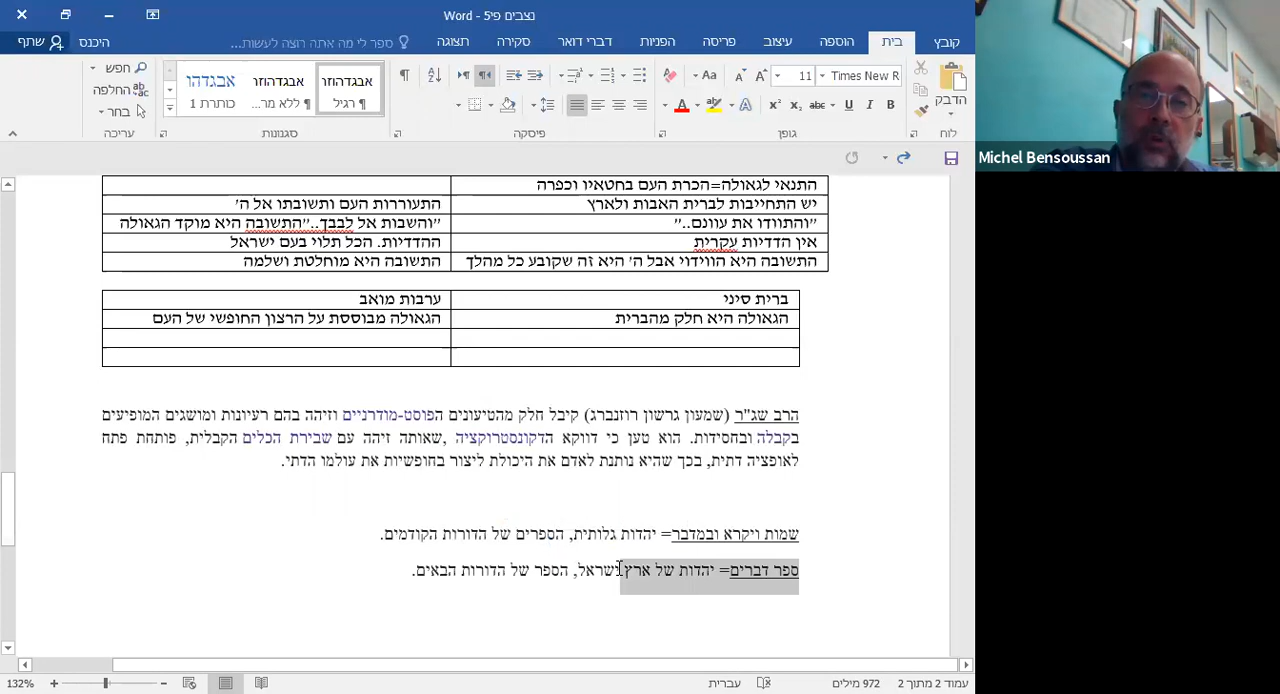 נצבים פי5 - Word
קובץ בית הוספה עיצוב פריסה הפניות דברי דואר סקירה תצוגה ספר לי מה אתה רוצה לעשות... היכנס שתף
הדבק Times New R 11 Aa אבגדהוזו אבגדהוזו אבגדהו חפש
¶ רגיל ¶ ללא מר... כותרת 1 החלפה
בחר
לוח גופן פיסקה סגנונות עריכה
Michel Bensoussan
התנאי לגאולה=הכרת העם בחטאיו וכפרה
יש התחייבות לברית האבות ולארץ התעוררות העם ותשובתו אל ה'
"והתוודו את עוונם.." "והשבות אל לבבך.."התשובה היא מוקד הגאולה
אין הדדיות עקרית ההדדיות. הכל תלוי בעם ישראל
התשובה היא הווידוי אבל ה' היא זה שקובע כל מהלך התשובה היא מוחלטת ושלמה
ברית סיני ערבות מואב
הגאולה היא חלק מהברית הגאולה מבוססת על הרצון החופשי של העם
הרב שג"ר (שמעון גרשון רוזנברג) קיבל חלק מהטיעונים הפוסט-מודרניים וזיהה בהם רעיונות ומושגים המופיעים
בקבלה ובחסידות. הוא טען כי דווקא הדקונסטרוקציה ,שאותה זיהה עם שבירת הכלים הקבלית, פותחת פתח
לאופציה דתית, בכך שהיא נותנת לאדם את היכולת ליצור בחופשיות את עולמו הדתי.
שמות ויקרא ובמדבר= יהדות גלותית, הספרים של הדורות הקודמים.
ספר דברים= יהדות של ארץ ישראל, הספר של הדורות הבאים.
עמוד 2 מתוך 2 972 מילים עברית 132%